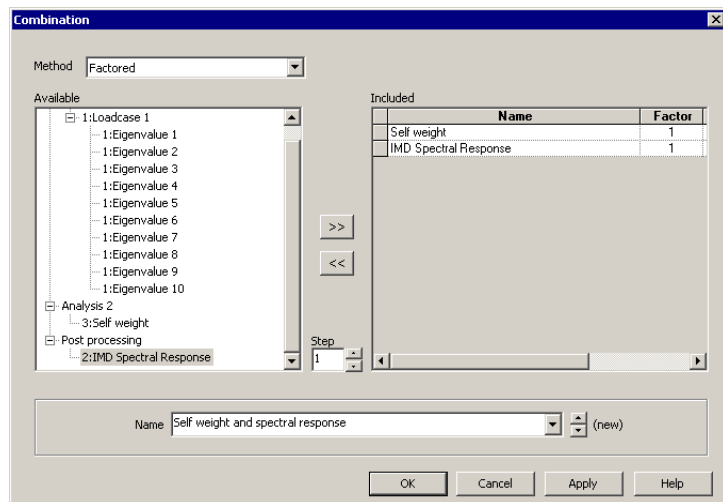 Combination
Method Factored
Available
1:Loadcase 1
1:Eigenvalue 1
1:Eigenvalue 2
1:Eigenvalue 3
1:Eigenvalue 4
1:Eigenvalue 5
1:Eigenvalue 6
1:Eigenvalue 7
1:Eigenvalue 8
1:Eigenvalue 9
1:Eigenvalue 10
Analysis 2
3:Self weight
Post processing
2:IMD Spectral Response
>>
<<
Step
1
Included
Name Factor
Self weight 1
IMD Spectral Response 1
Name Self weight and spectral response (new)
OK Cancel Apply Help